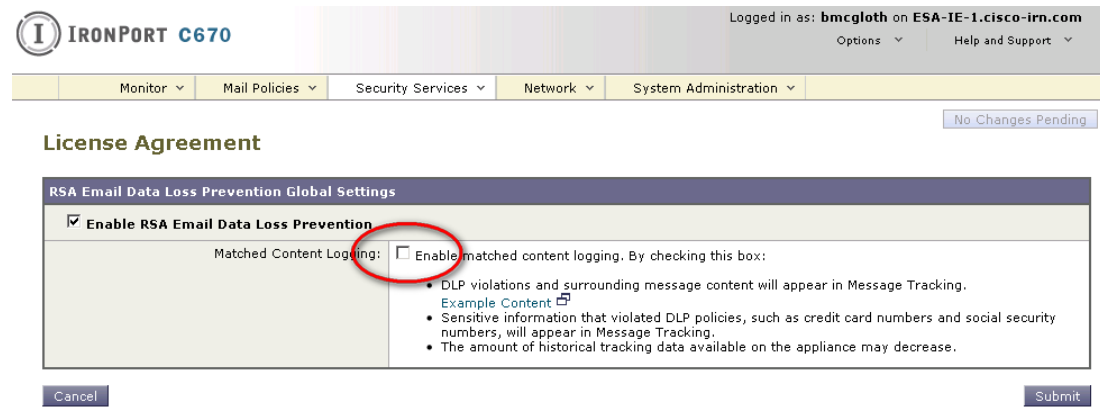 Logged in as: bmcgloth on ESA-IE-1.cisco-irn.com
IRONPORT C670
Options Help and Support
Monitor Mail Policies Security Services Network System Administration
No Changes Pending
License Agreement
RSA Email Data Loss Prevention Global Settings
Enable RSA Email Data Loss Prevention
Matched Content Logging: Enable matched content logging. By checking this box:
• DLP violations and surrounding message content will appear in Message Tracking.
Example Content
• Sensitive information that violated DLP policies, such as credit card numbers and social security
numbers, will appear in Message Tracking.
• The amount of historical tracking data available on the appliance may decrease.
Cancel Submit